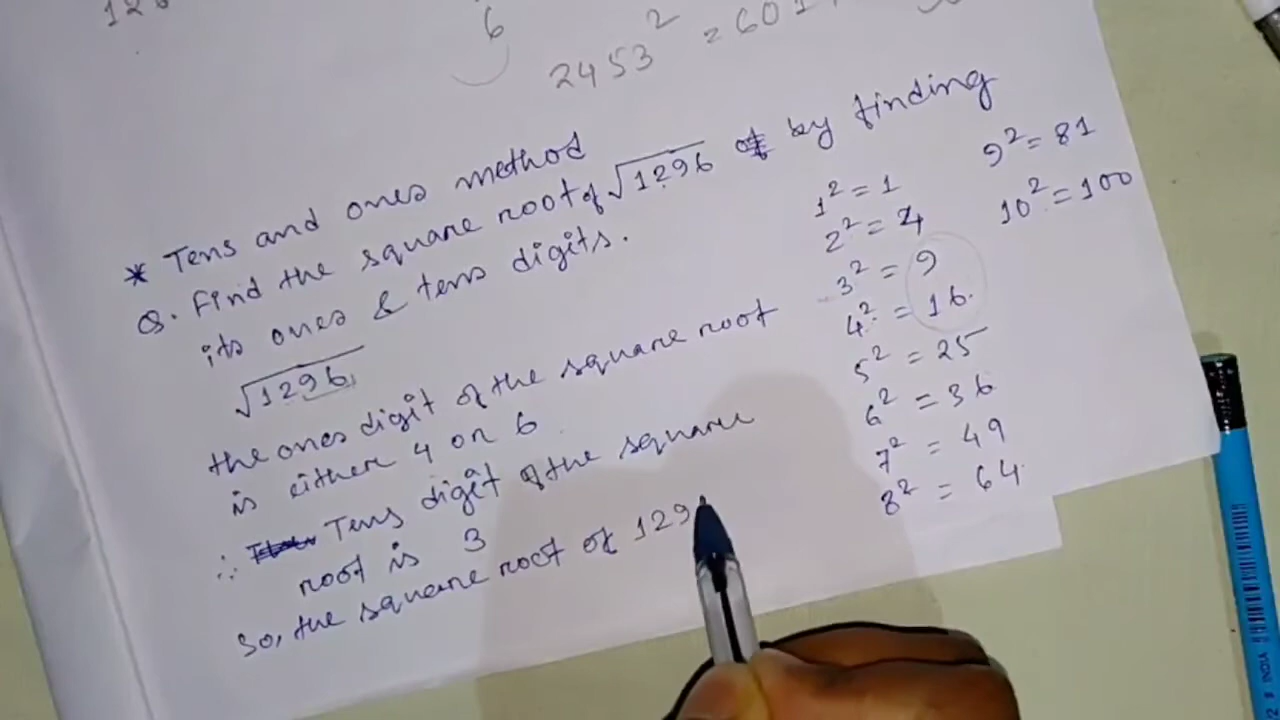 6
2453² = 601
* Tens and ones method
Q. Find the square root of √1296 by finding
its ones & tens digits.
√1296
the ones digit of the square root
is either 4 or 6.
∴ Tens digit of the square
root is 3
So, the square root of 129
1² = 1
2² = 4
3² = 9
4² = 16
5² = 25
6² = 36
7² = 49
8² = 64
9² = 81
10² = 100
INDIA